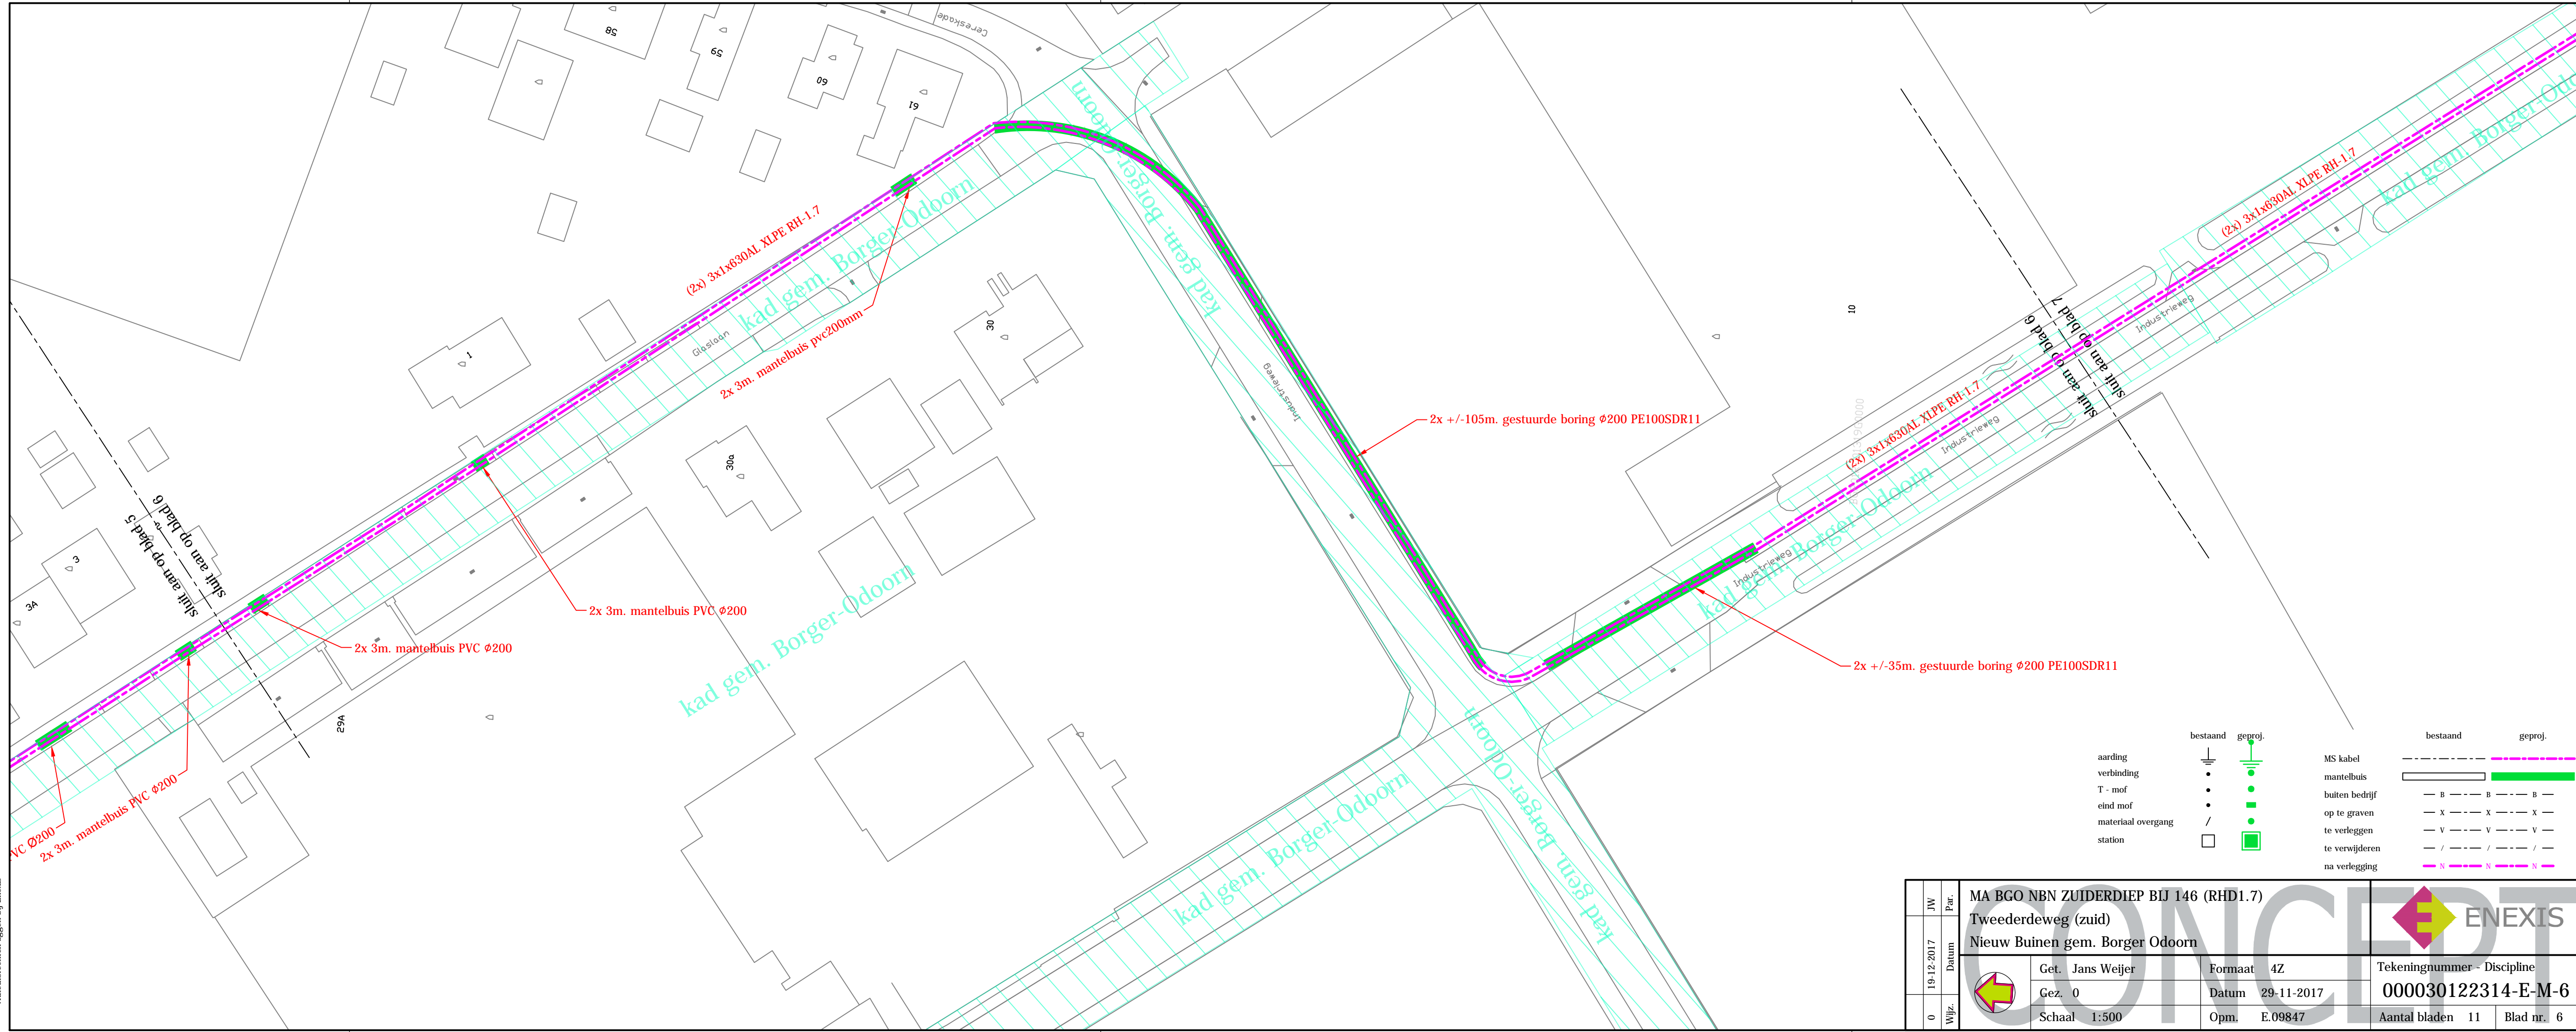 Cereskade
58
59
60
61
(2x) 3x1x630AL XLPE RH-1.7
kad gem. Borger-Odoorn
Glaslaan
2x 3m. mantelbuis pvc200mm
kad gem. Borger-Odoorn
Industrieweg
30
30a
1
10
2x +/-105m. gestuurde boring Ø200 PE100SDR11
(2x) 3x1x630AL XLPE RH-1.7
kad gem. Borger-Odoorn
Industrieweg
sluit aan op blad 7
sluit aan op blad 6
(2x) 3x1x630AL XLPE RH-1.7
Industrieweg
kad gem. Borger-Odoorn
Industrieweg
2x +/-35m. gestuurde boring Ø200 PE100SDR11
sluit aan op blad 6
sluit aan op blad 5
2
3
3A
2x 3m. mantelbuis PVC Ø200
2x 3m. mantelbuis PVC Ø200
29A
2x 3m. mantelbuis PVC Ø200
VC Ø200
kad gem. Borger-Odoorn
kad gem. Borger-Odoorn
kad gem. Borger-Odoorn
bestaand geproj.
aarding
verbinding
T - mof
eind mof
materiaal overgang
station
bestaand geproj.
MS kabel
mantelbuis
buiten bedrijf B B B
op te graven X X X
te verleggen V V V
te verwijderen / / /
na verlegging N N N
CONCEPT
MA BGO NBN ZUIDERDIEP BIJ 146 (RHD1.7)
Tweederdeweg (zuid)
Nieuw Buinen gem. Borger Odoorn
ENEXIS
JW Par.
19-12-2017 Datum
0 Wijz.
Get. Jans Weijer
Formaat 4Z
Gez. 0
Datum 29-11-2017
Schaal 1:500
Opm. E.09847
Tekeningnummer - Discipline
000030122314-E-M-6
Aantal bladen 11
Blad nr. 6